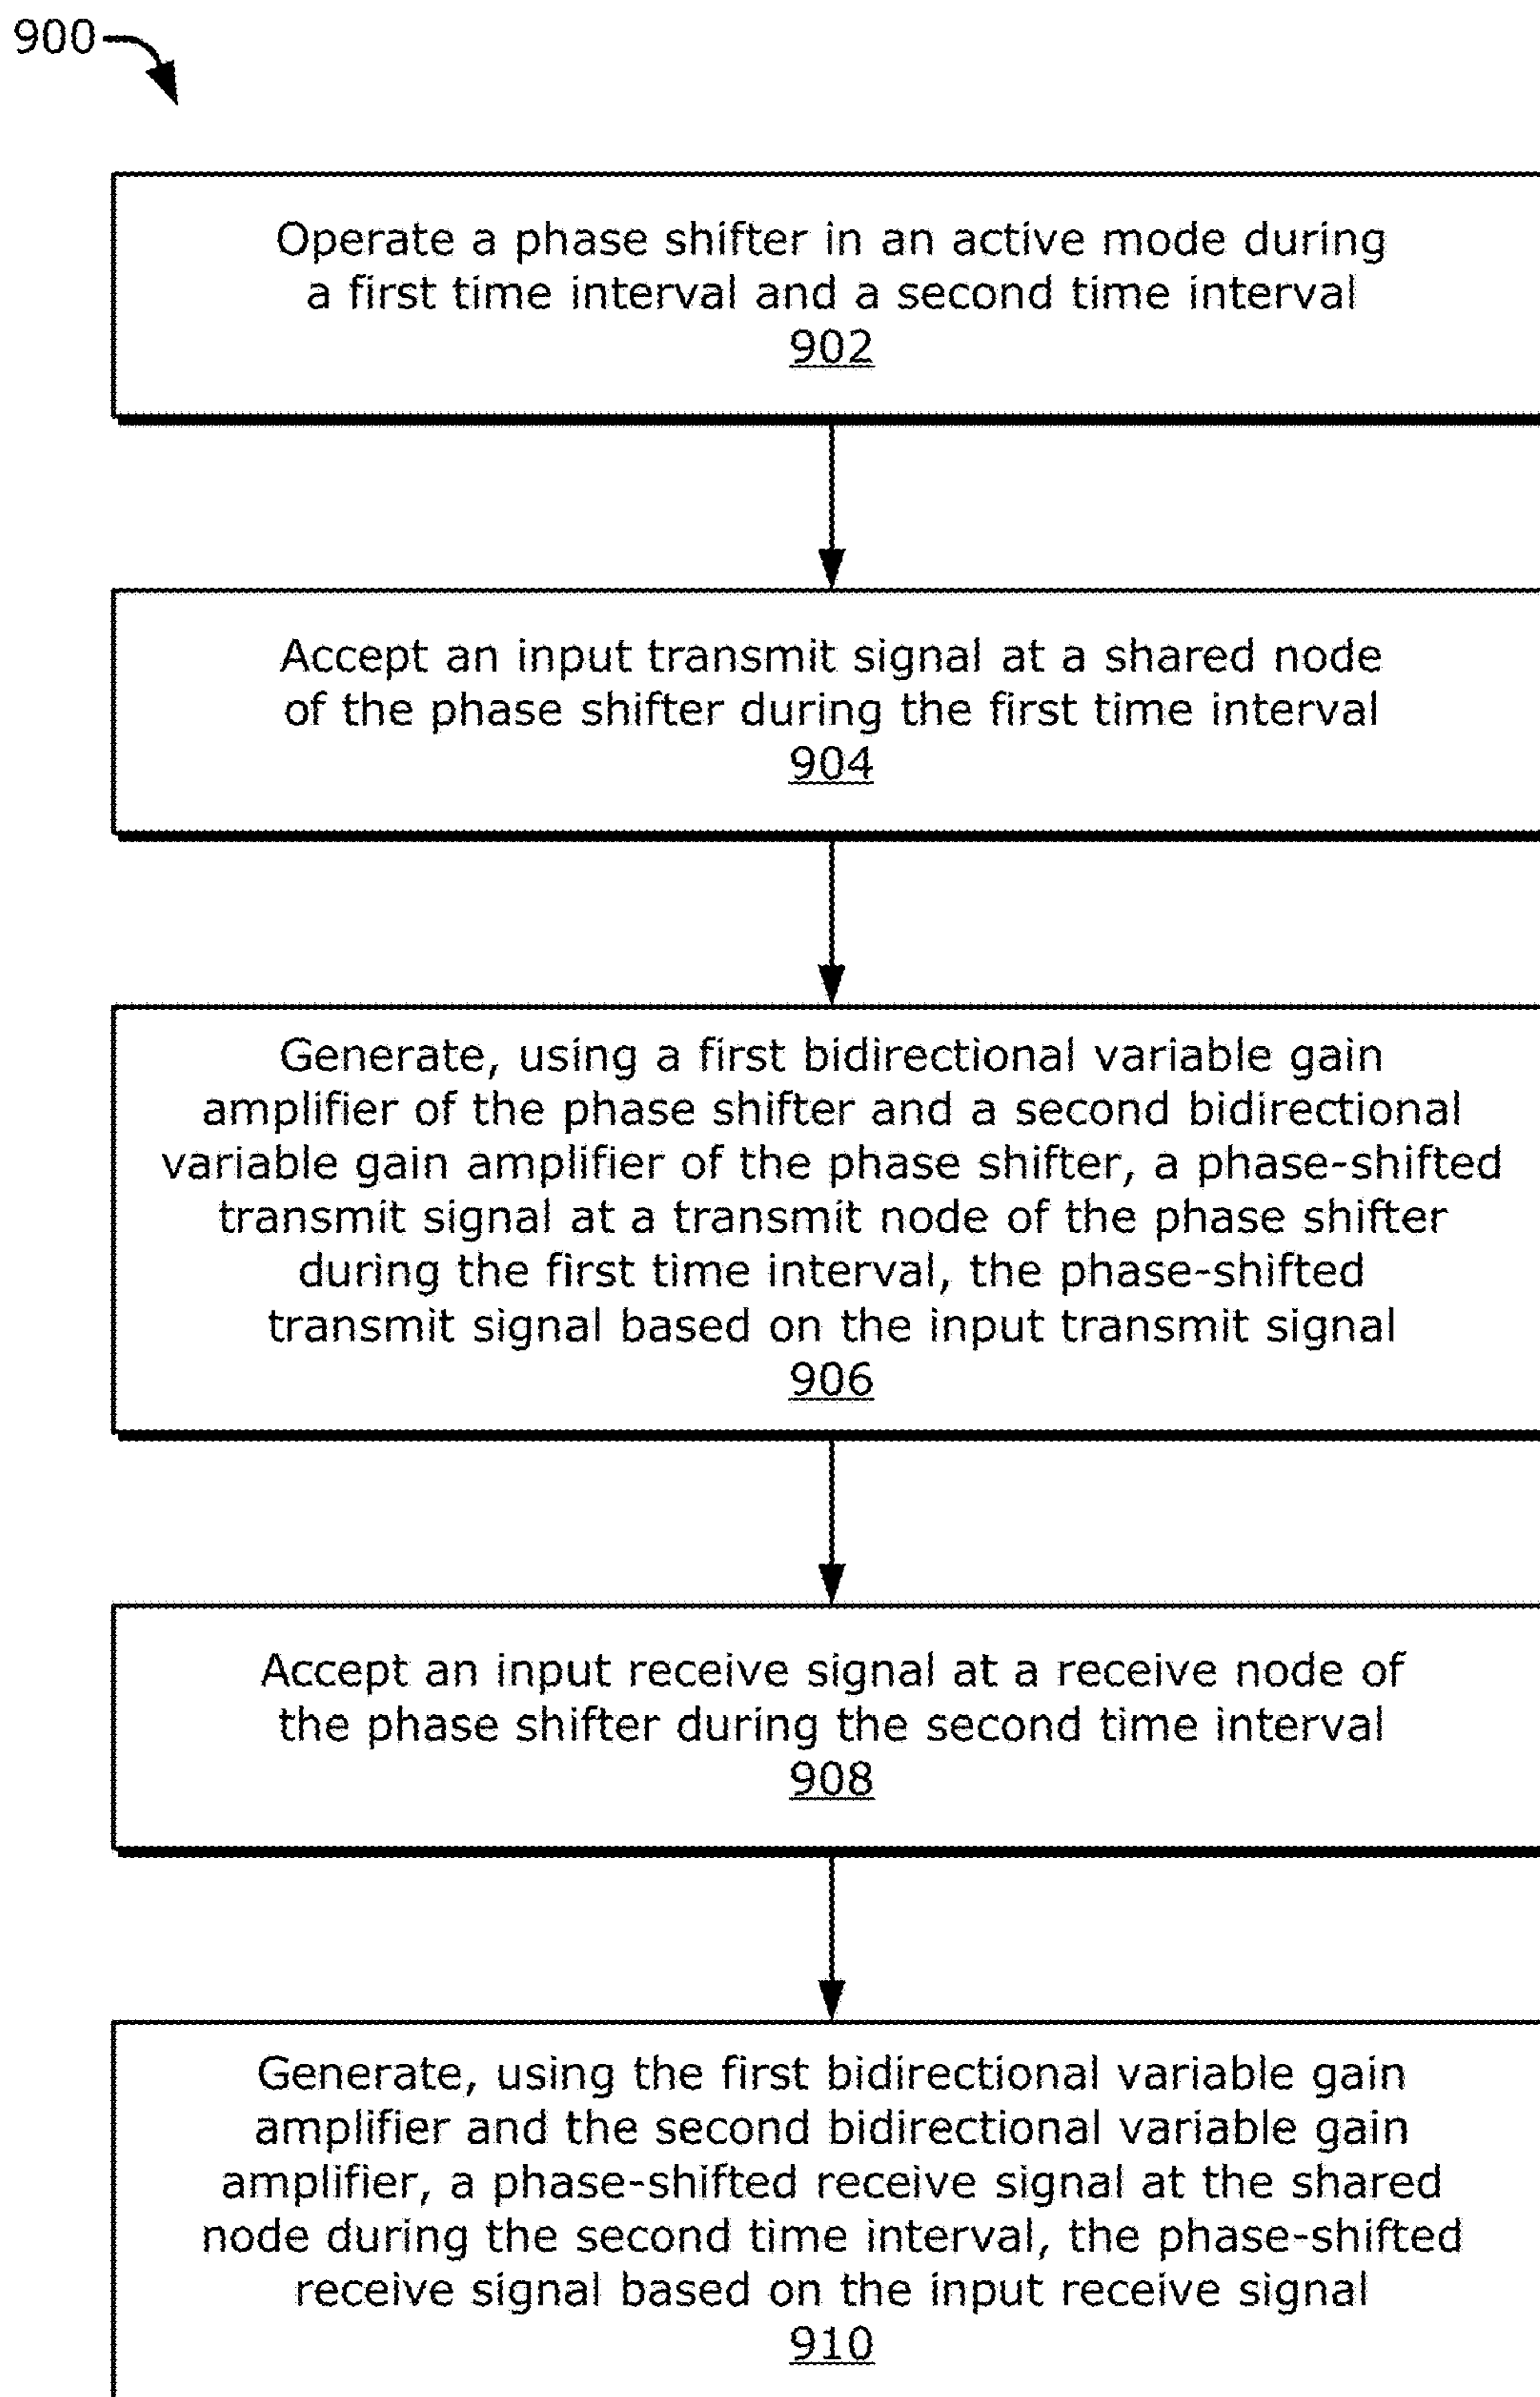 900
Operate a phase shifter in an active mode during
a first time interval and a second time interval
902
Accept an input transmit signal at a shared node
of the phase shifter during the first time interval
904
Generate, using a first bidirectional variable gain
amplifier of the phase shifter and a second bidirectional
variable gain amplifier of the phase shifter, a phase-shifted
transmit signal at a transmit node of the phase shifter
during the first time interval, the phase-shifted
transmit signal based on the input transmit signal
906
Accept an input receive signal at a receive node of
the phase shifter during the second time interval
908
Generate, using the first bidirectional variable gain
amplifier and the second bidirectional variable gain
amplifier, a phase-shifted receive signal at the shared
node during the second time interval, the phase-shifted
receive signal based on the input receive signal
910